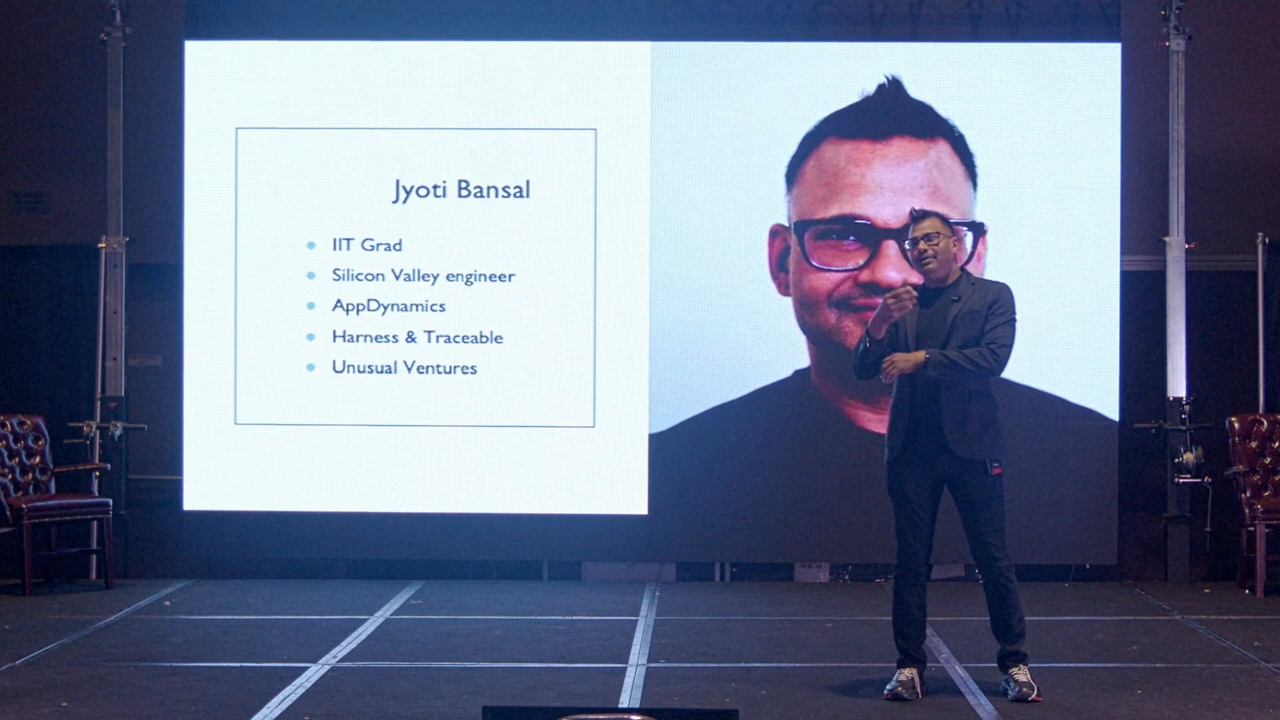 Jyoti Bansal
IIT Grad
Silicon Valley engineer
AppDynamics
Harness & Traceable
Unusual Ventures